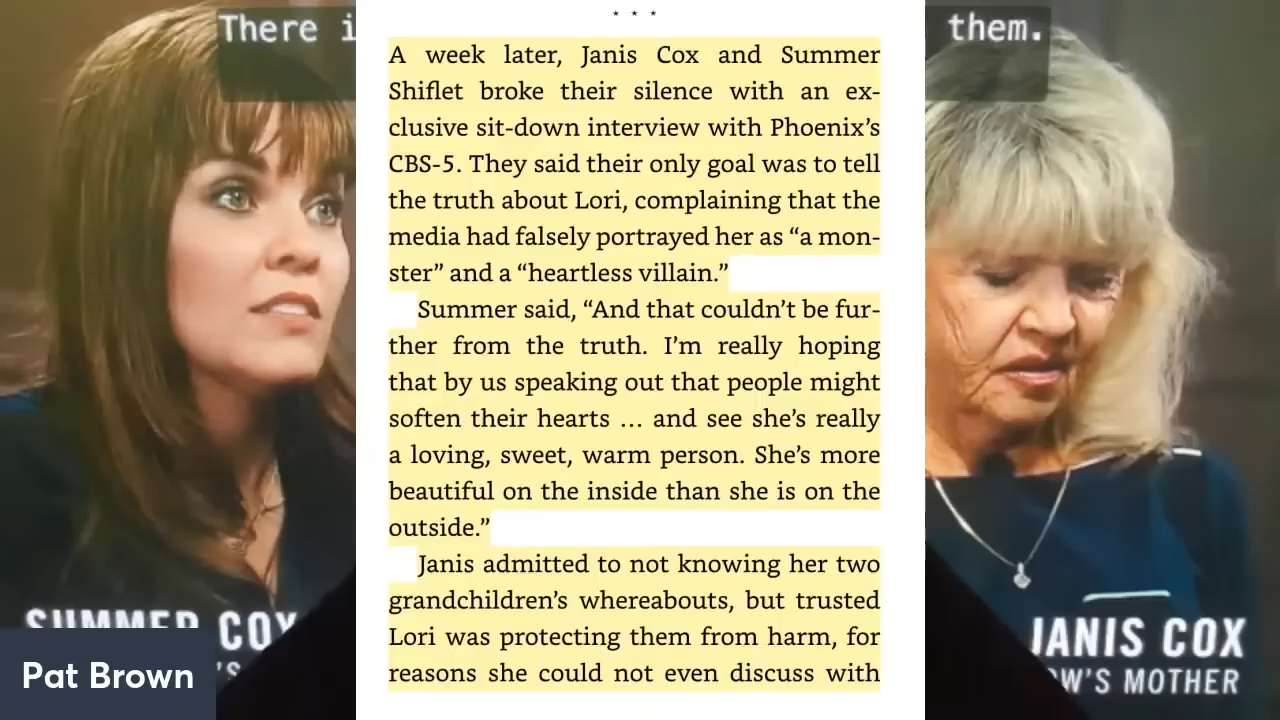 There i
* * *
them.
A week later, Janis Cox and Summer
Shiflet broke their silence with an ex-
clusive sit-down interview with Phoenix’s
CBS-5. They said their only goal was to tell
the truth about Lori, complaining that the
media had falsely portrayed her as “a mon-
ster” and a “heartless villain.”
Summer said, “And that couldn’t be fur-
ther from the truth. I’m really hoping
that by us speaking out that people might
soften their hearts … and see she’s really
a loving, sweet, warm person. She’s more
beautiful on the inside than she is on the
outside.”
Janis admitted to not knowing her two
grandchildren’s whereabouts, but trusted
Lori was protecting them from harm, for
reasons she could not even discuss with
SUMMER COX
’S
Pat Brown
JANIS COX
OW’S MOTHER